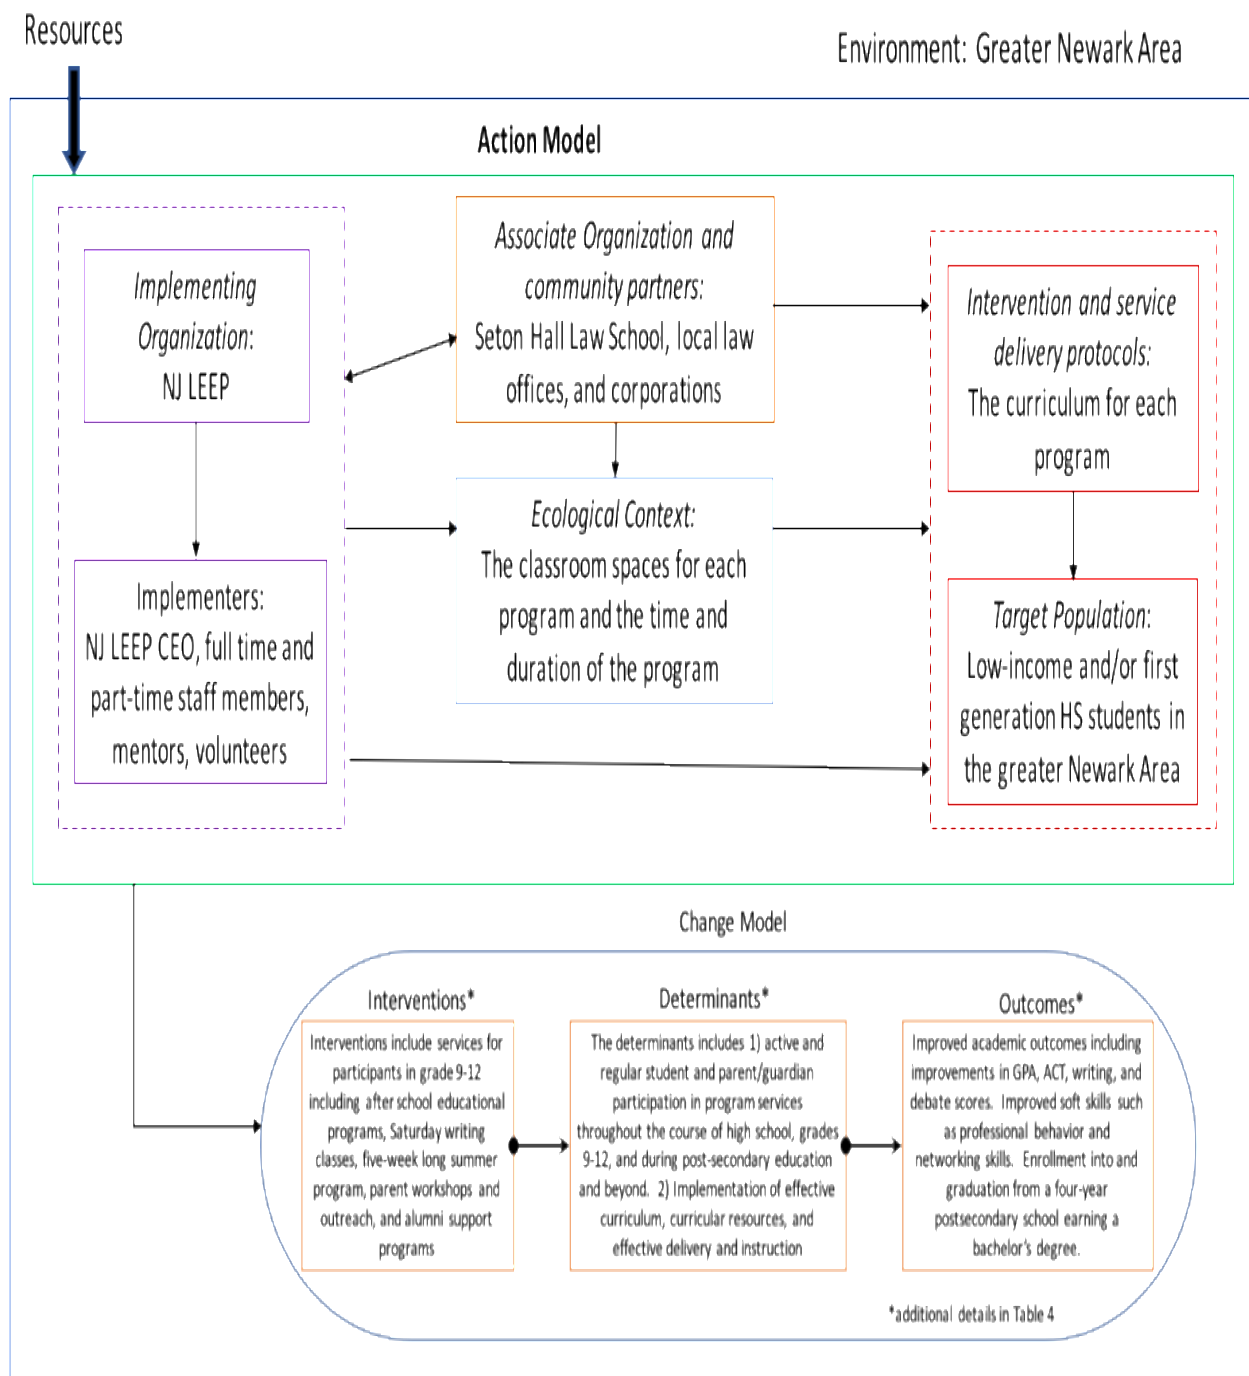 Resources
Environment: Greater Newark Area
Action Model
Implementing
Organization:
NJ LEEP
Implementers:
NJ LEEP CEO, full time and
part-time staff members,
mentors, volunteers
Associate Organization and
community partners:
Seton Hall Law School, local law
offices, and corporations
Ecological Context:
The classroom spaces for each
program and the time and
duration of the program
Intervention and service
delivery protocols:
The curriculum for each
program
Target Population:
Low-income and/or first
generation HS students in
the greater Newark Area
Change Model
Interventions*
Interventions include services for
participants in grade 9-12
including after school educational
programs, Saturday writing
classes, five-week long summer
program, parent workshops and
outreach, and alumni support
programs
Determinants*
The determinants includes 1) active and
regular student and parent/guardian
participation in program services
throughout the course of high school, grades
9-12, and during post-secondary education
and beyond. 2) Implementation of effective
curriculum, curricular resources, and
effective delivery and instruction
Outcomes*
Improved academic outcomes including
improvements in GPA, ACT, writing, and
debate scores. Improved soft skills such
as professional behavior and
networking skills. Enrollment into and
graduation from a four-year
postsecondary school earning a
bachelor's degree.
*additional details in Table 4